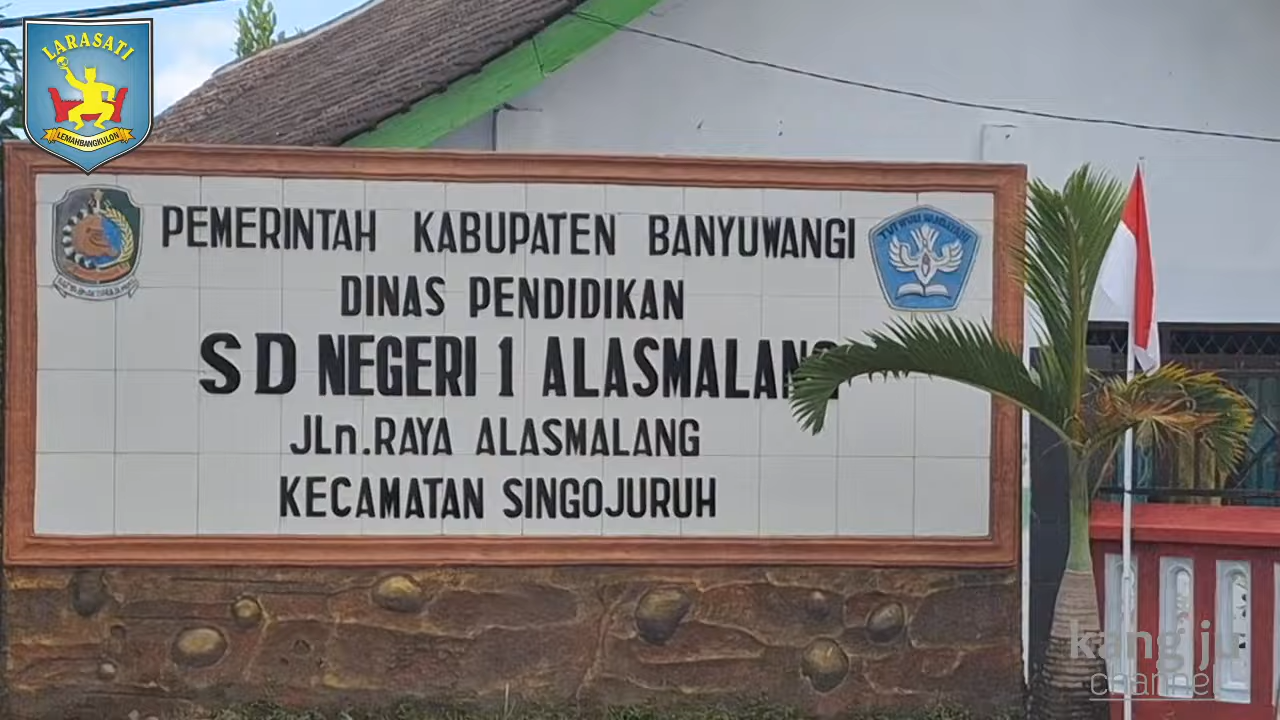 LARASATI
LEMAHBANGKULON
PEMERINTAH KABUPATEN BANYUWANGI
DINAS PENDIDIKAN
SD NEGERI 1 ALASMALANG
JLn.RAYA ALASMALANG
KECAMATAN SINGOJURUH
TUT WURI HANDAYANI
kang ju
channel